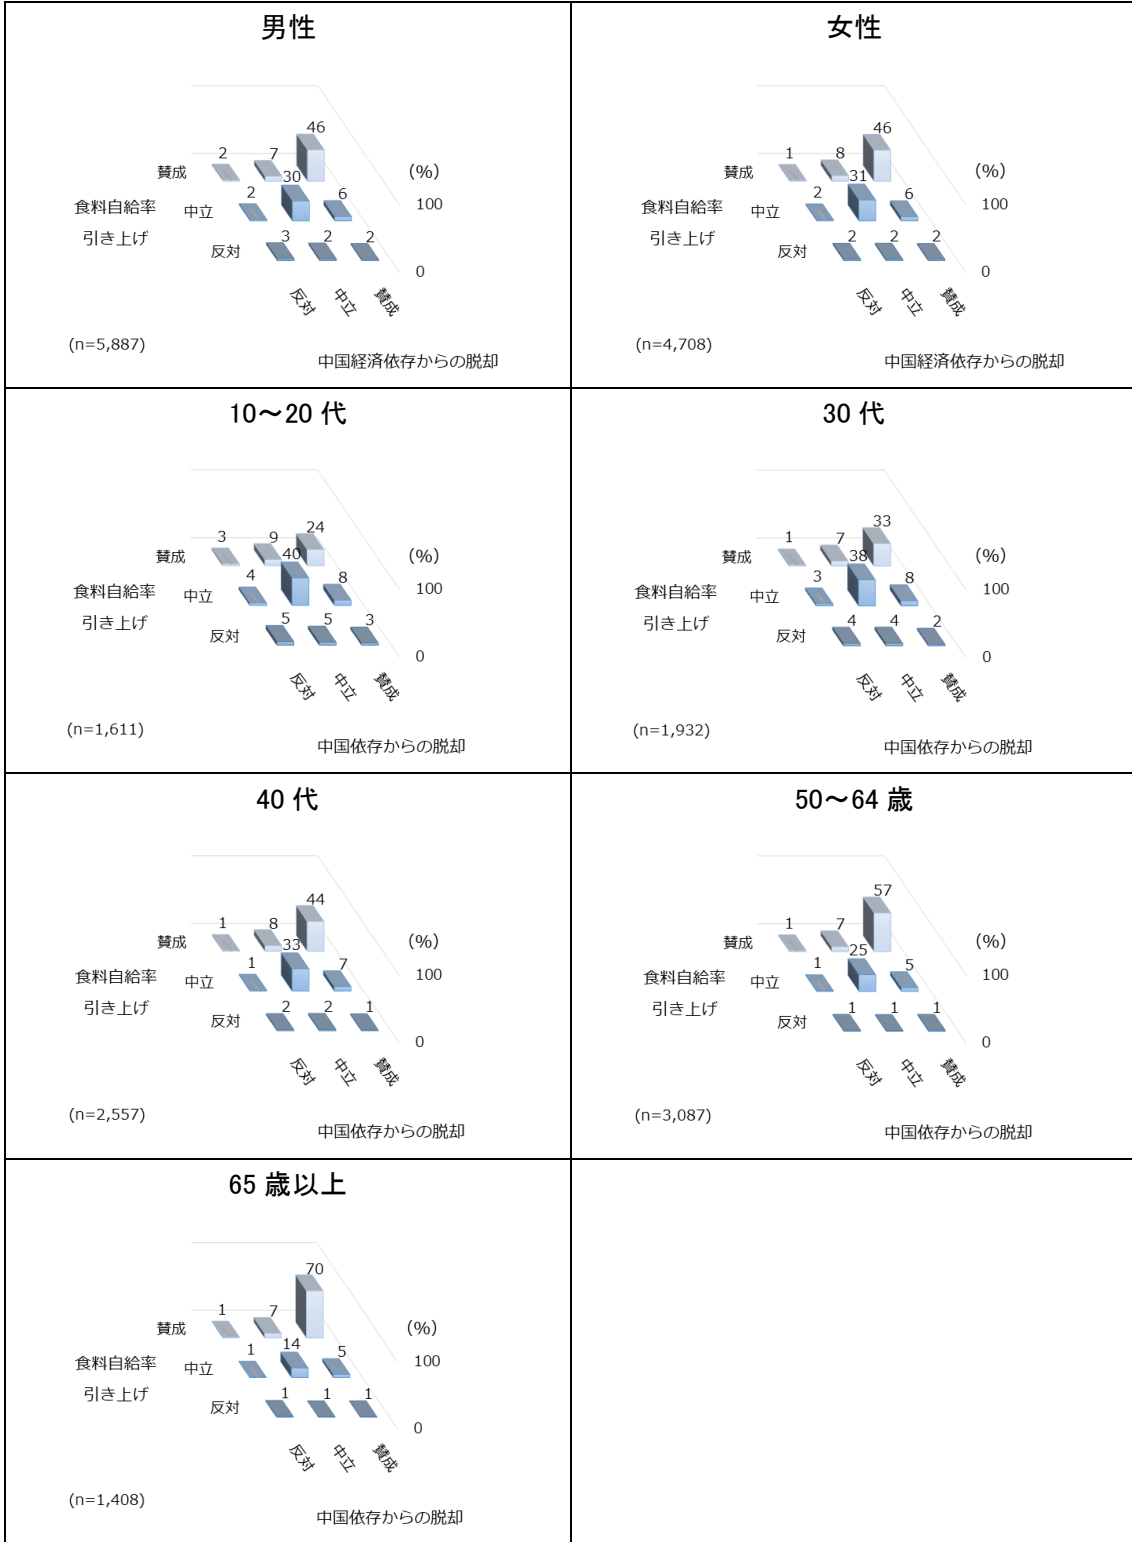 男性
46
2
7
賛成
(%)
30
2
6
100
食料自給率
中立
引き上げ
3
2
2
反対
0
反対
中立
賛成
(n=5,887)
中国経済依存からの脱却
女性
46
1
8
賛成
(%)
31
2
6
100
食料自給率
中立
引き上げ
2
2
2
反対
0
反対
中立
賛成
(n=4,708)
中国経済依存からの脱却
10～20 代
24
3
9
賛成
(%)
40
4
8
100
食料自給率
中立
引き上げ
5
5
3
反対
0
反対
中立
賛成
(n=1,611)
中国依存からの脱却
30 代
33
1
7
賛成
(%)
38
3
8
100
食料自給率
中立
引き上げ
4
4
2
反対
0
反対
中立
賛成
(n=1,932)
中国依存からの脱却
40 代
44
1
8
賛成
(%)
33
1
7
100
食料自給率
中立
引き上げ
2
2
1
反対
0
反対
中立
賛成
(n=2,557)
中国依存からの脱却
50～64 歳
57
1
7
賛成
(%)
25
1
5
100
食料自給率
中立
引き上げ
1
1
1
反対
0
反対
中立
賛成
(n=3,087)
中国依存からの脱却
65 歳以上
70
1
7
賛成
(%)
14
1
5
100
食料自給率
中立
引き上げ
1
1
1
反対
0
反対
中立
賛成
(n=1,408)
中国依存からの脱却